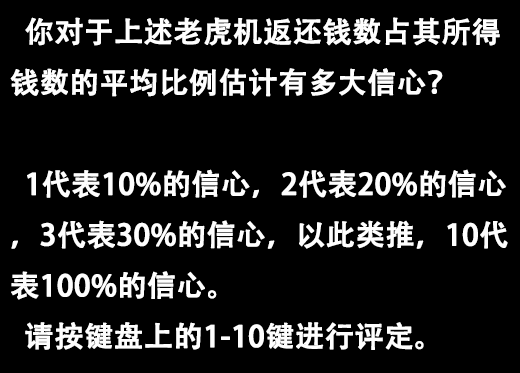 你对于上述老虎机返还钱数占其所得
钱数的平均比例估计有多大信心？
1代表10%的信心，2代表20%的信心
，3代表30%的信心，以此类推，10代
表100%的信心。
请按键盘上的1-10键进行评定。